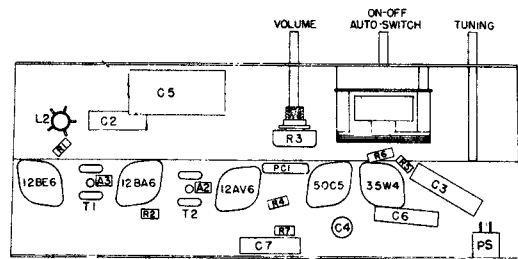 VOLUME
ON-OFF
AUTO-SWITCH
TUNING
C5
L2
C2
R1
R3
12BE6
A3
T1
12BA6
R2
A2
T2
12AV6
PC1
R4
50C5
R6
35W4
R5
C3
C6
C4
R7
C7
PS